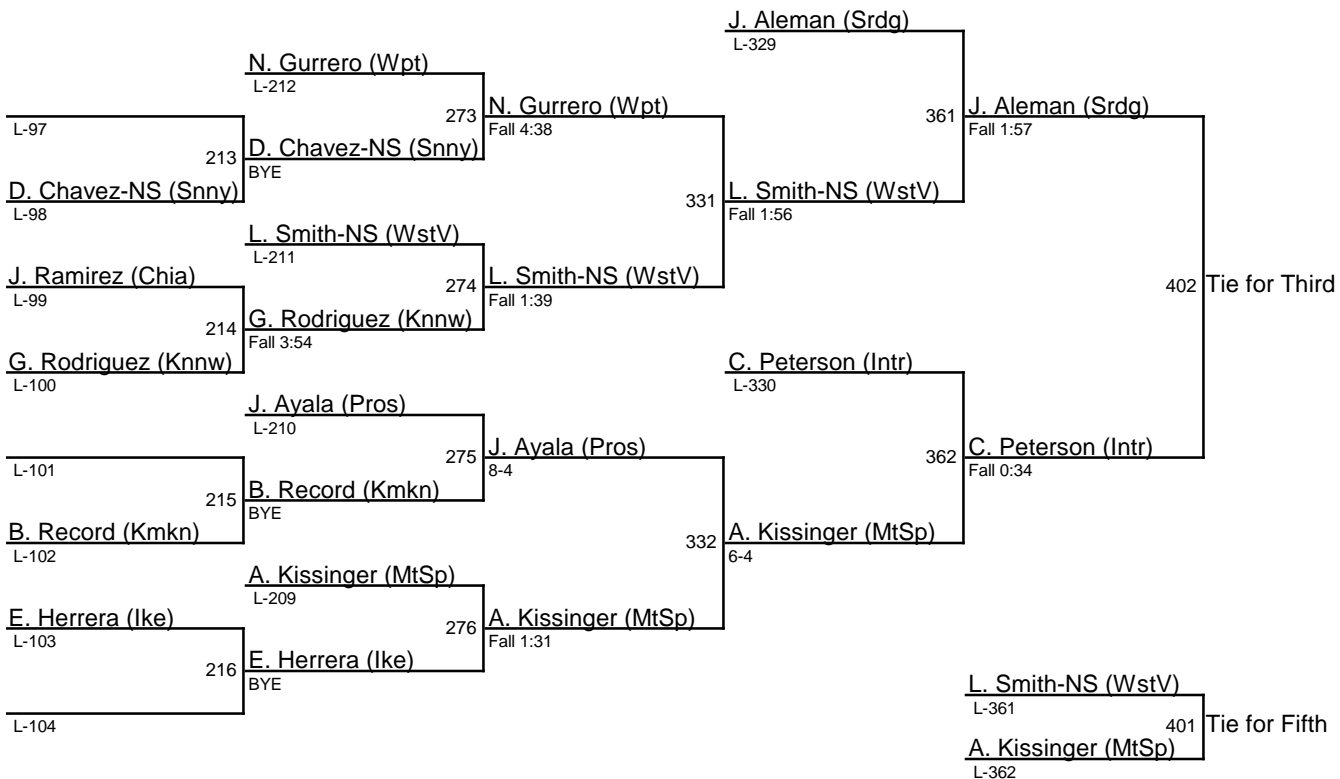 J. Aleman (Srdg)
L-329
N. Gurrero (Wpt)
L-212
273 N. Gurrero (Wpt)
Fall 4:38
361 J. Aleman (Srdg)
Fall 1:57
L-97
213 D. Chavez-NS (Snny)
BYE
D. Chavez-NS (Snny)
L-98
331 L. Smith-NS (WstV)
Fall 1:56
L. Smith-NS (WstV)
L-211
J. Ramirez (Chia)
L-99
274 L. Smith-NS (WstV)
Fall 1:39
402 Tie for Third
214 G. Rodriguez (Knnw)
Fall 3:54
G. Rodriguez (Knnw)
L-100
C. Peterson (Intr)
L-330
J. Ayala (Pros)
L-210
275 J. Ayala (Pros)
8-4
362 C. Peterson (Intr)
Fall 0:34
L-101
215 B. Record (Kmkn)
BYE
B. Record (Kmkn)
L-102
332 A. Kissinger (MtSp)
6-4
A. Kissinger (MtSp)
L-209
E. Herrera (Ike)
L-103
276 A. Kissinger (MtSp)
Fall 1:31
216 E. Herrera (Ike)
BYE
L-104
L. Smith-NS (WstV)
L-361
401 Tie for Fifth
A. Kissinger (MtSp)
L-362